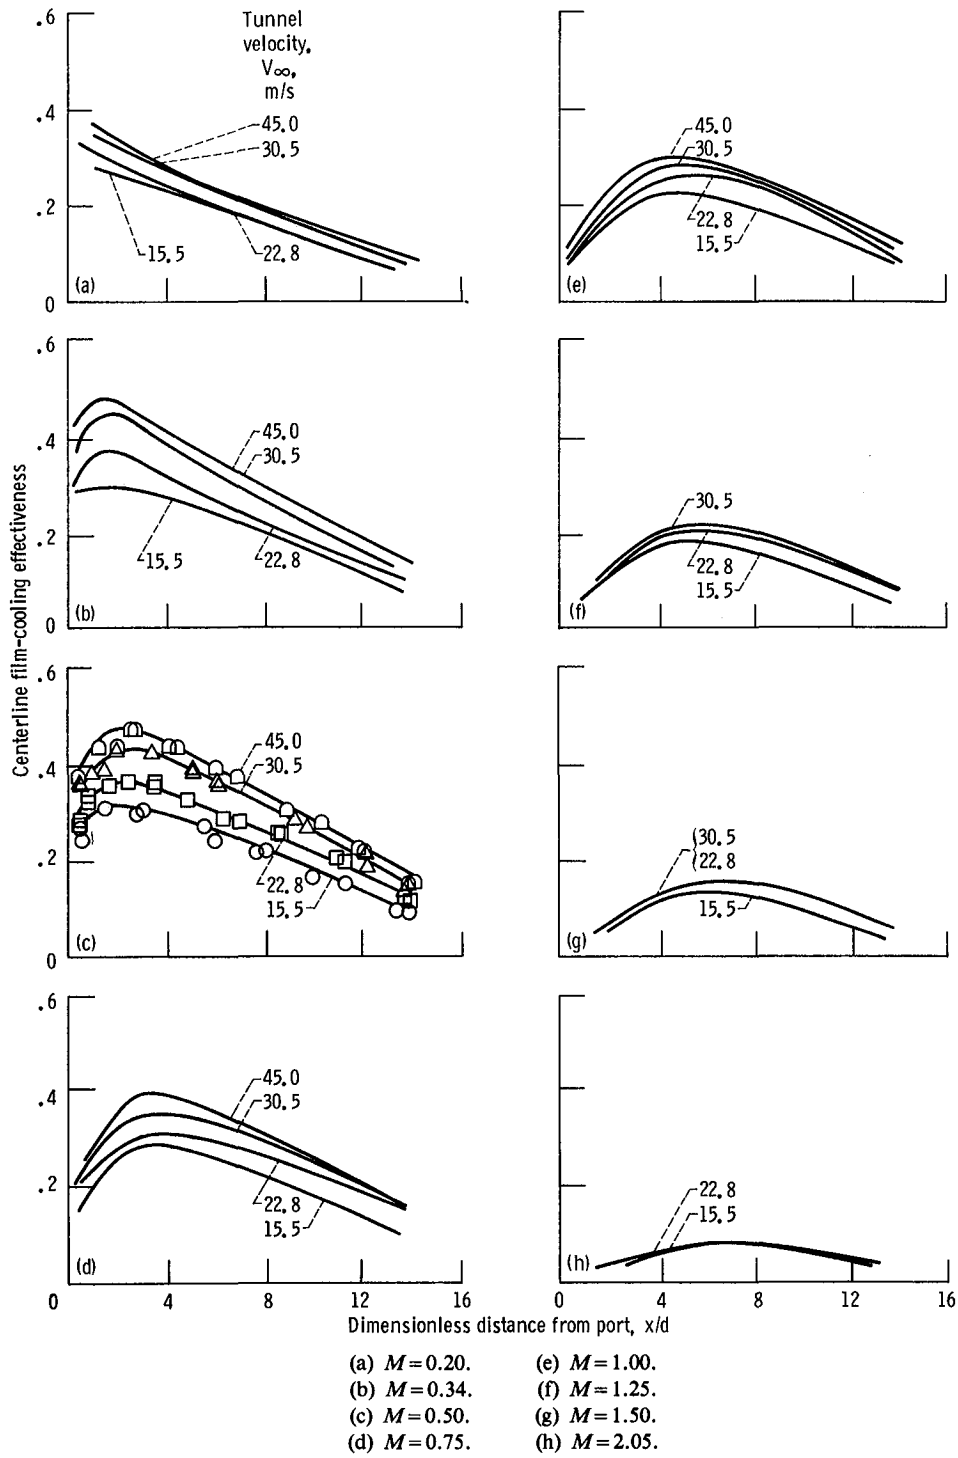 Tunnel
velocity,
V∞,
m/s
.6
.4
.2
0
45.0
30.5
15.5
22.8
(a)
45.0
30.5
22.8
15.5
(e)
.6
.4
.2
0
45.0
30.5
15.5
22.8
(b)
30.5
22.8
15.5
(f)
Centerline film-cooling effectiveness
.6
.4
.2
0
45.0
30.5
22.8
15.5
(c)
30.5
22.8
15.5
(g)
.6
.4
.2
45.0
30.5
22.8
15.5
(d)
22.8
15.5
(h)
0 4 8 12 16
0 4 8 12 16
Dimensionless distance from port, x/d
(a) M=0.20. (e) M=1.00.
(b) M=0.34. (f) M=1.25.
(c) M=0.50. (g) M=1.50.
(d) M=0.75. (h) M=2.05.